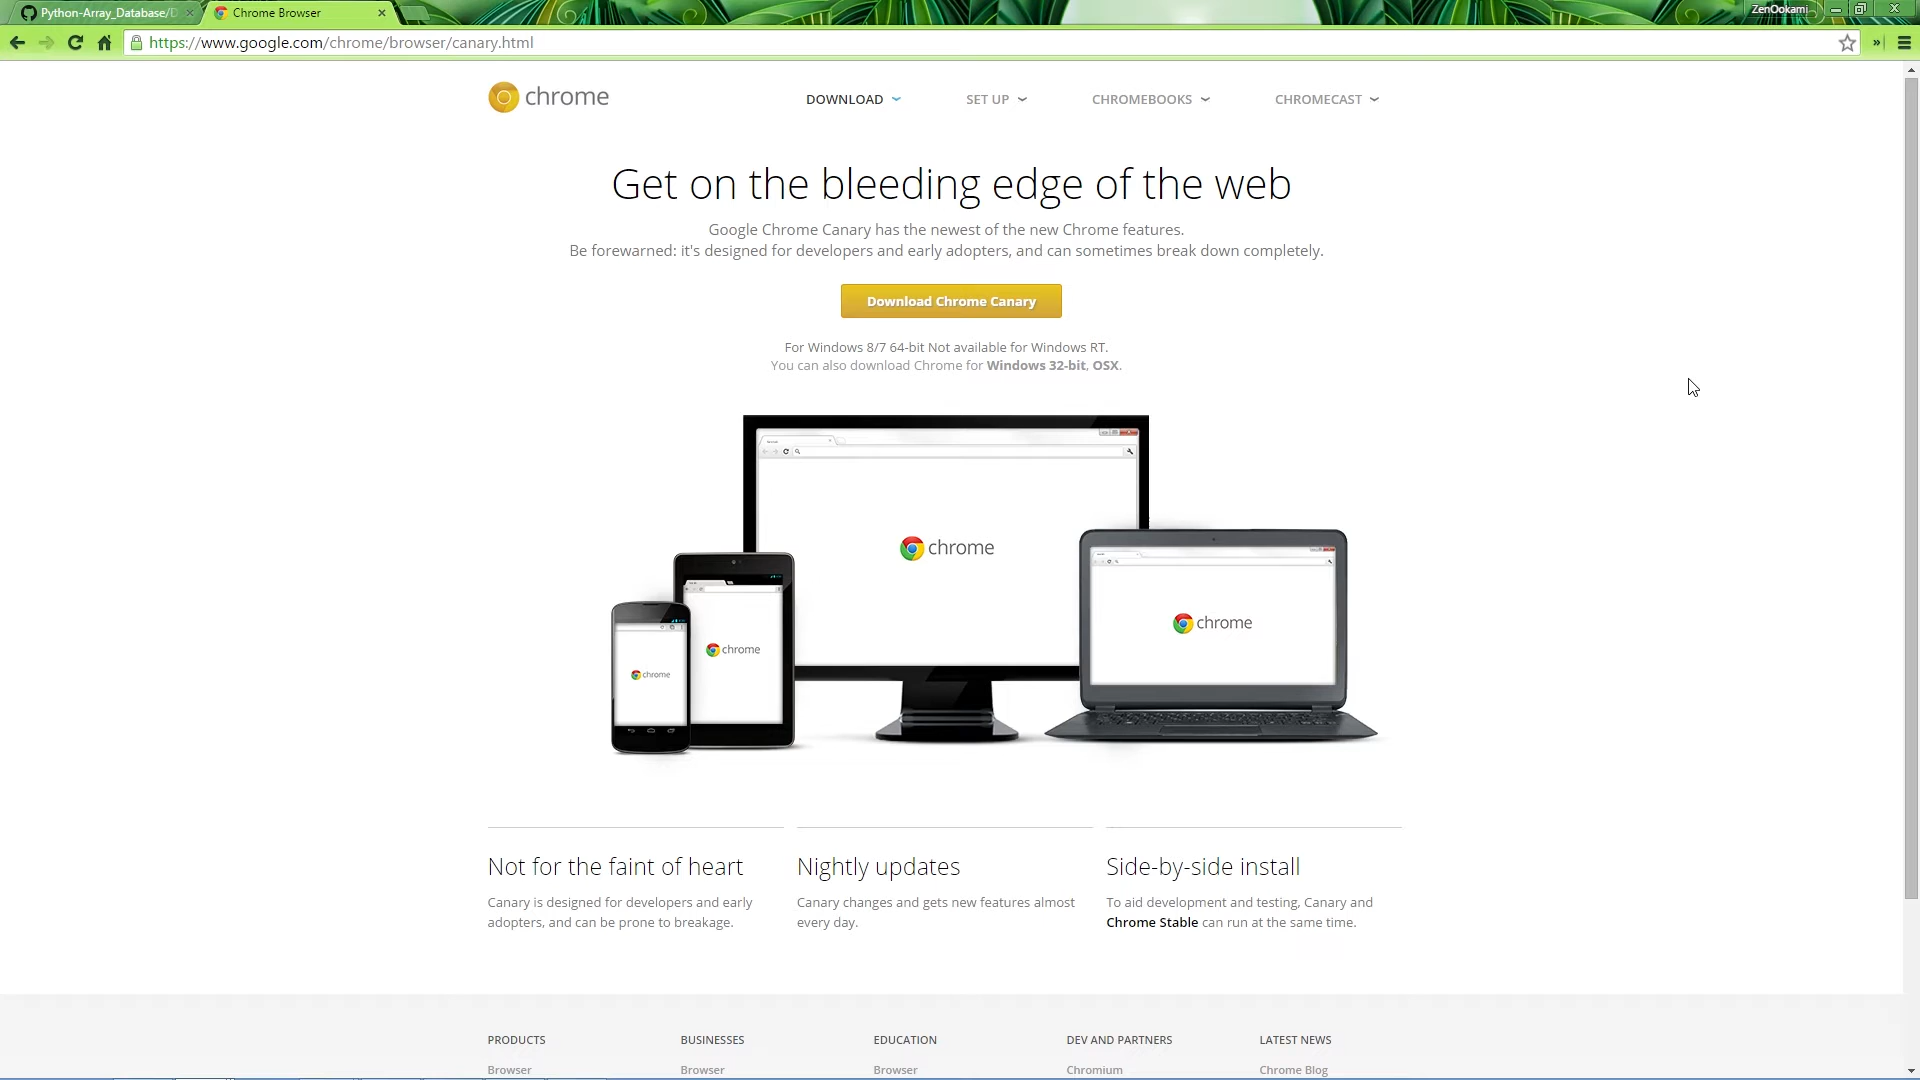 Python-Array_Database/D
Chrome Browser
ZenOokami
https://www.google.com/chrome/browser/canary.html
chrome
DOWNLOAD
SET UP
CHROMEBOOKS
CHROMECAST
Get on the bleeding edge of the web
Google Chrome Canary has the newest of the new Chrome features.
Be forewarned: it's designed for developers and early adopters, and can sometimes break down completely.
Download Chrome Canary
For Windows 8/7 64-bit Not available for Windows RT.
You can also download Chrome for Windows 32-bit, OSX.
chrome
chrome
chrome
chrome
Not for the faint of heart
Canary is designed for developers and early
adopters, and can be prone to breakage.
Nightly updates
Canary changes and gets new features almost
every day.
Side-by-side install
To aid development and testing, Canary and
Chrome Stable can run at the same time.
PRODUCTS
BUSINESSES
EDUCATION
DEV AND PARTNERS
LATEST NEWS
Browser
Browser
Browser
Chromium
Chrome Blog